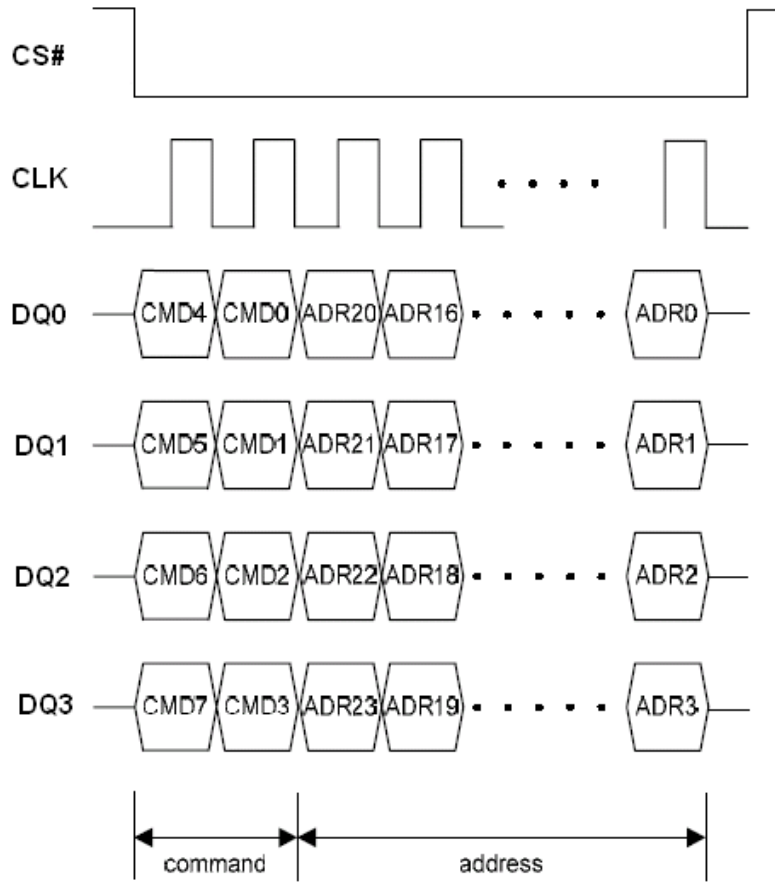 CS#
CLK
DQ0 CMD4 CMD0 ADR20 ADR16 ADR0
DQ1 CMD5 CMD1 ADR21 ADR17 ADR1
DQ2 CMD6 CMD2 ADR22 ADR18 ADR2
DQ3 CMD7 CMD3 ADR23 ADR19 ADR3
command address